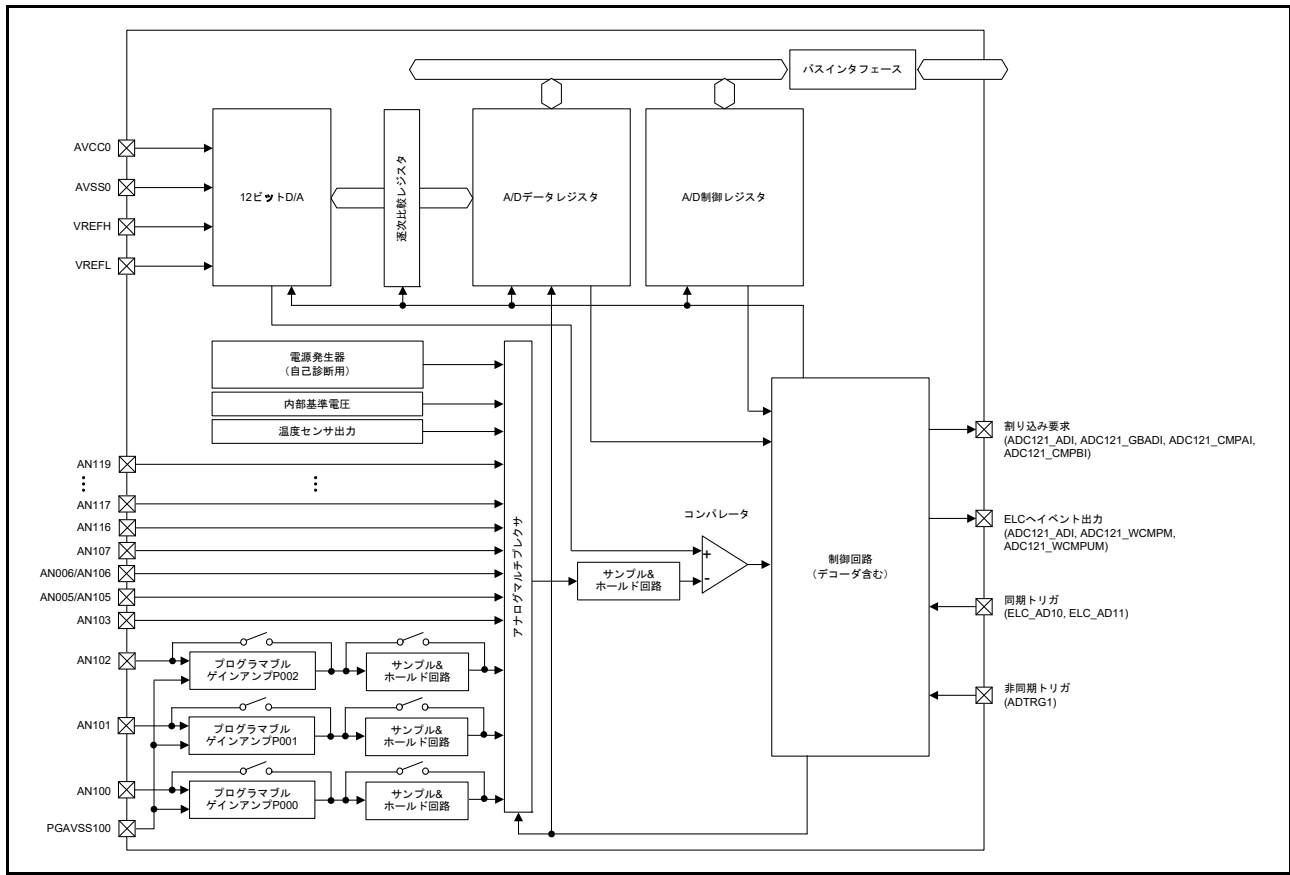 バスインタフェース
AVCC0
AVSS0
VREFH
VREFL
12ビットD/A
逐次比較レジスタ
A/Dデータレジスタ
A/D制御レジスタ
電源発生器
（自己診断用）
内部基準電圧
温度センサ出力
AN119
AN117
AN116
AN107
AN006/AN106
AN005/AN105
AN103
AN102
AN101
AN100
PGAVSS100
プログラマブル
ゲインアンプP002
サンプル&
ホールド回路
プログラマブル
ゲインアンプP001
サンプル&
ホールド回路
プログラマブル
ゲインアンプP000
サンプル&
ホールド回路
アナログマルチプレクサ
サンプル&
ホールド回路
コンパレータ
+
-
制御回路
（デコーダ含む）
割り込み要求
(ADC121_ADI, ADC121_GBADI, ADC121_CMPAI,
ADC121_CMPBI)
ELCへイベント出力
(ADC121_ADI, ADC121_WCMPM,
ADC121_WCMPUM)
同期トリガ
(ELC_AD10, ELC_AD11)
非同期トリガ
(ADTRG1)